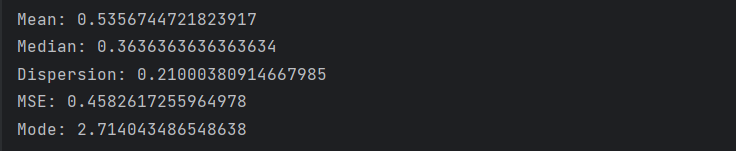 Mean: 0.5356744721823917
Median: 0.3636363636363634
Dispersion: 0.21000380914667985
MSE: 0.4582617255964978
Mode: 2.714043486548638